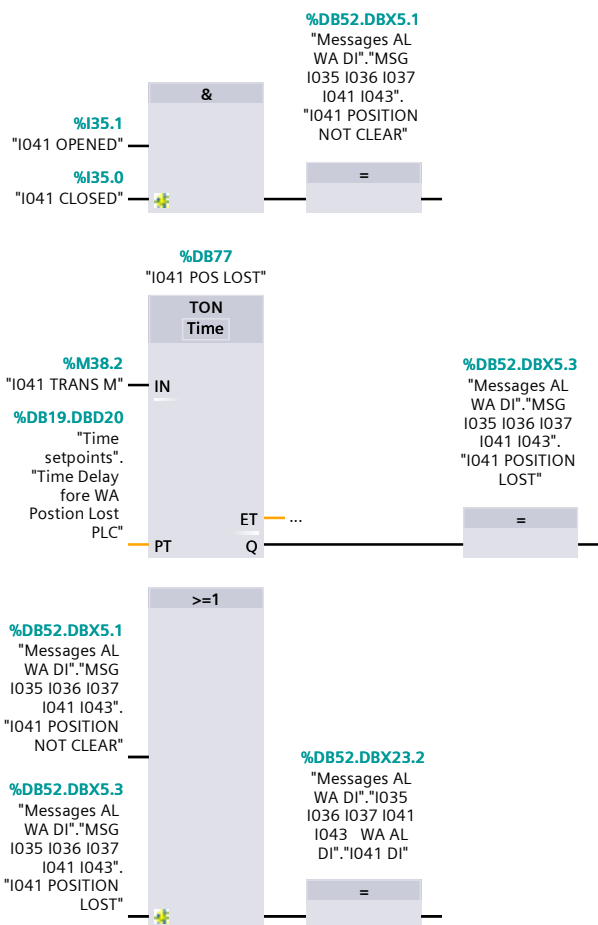 %DB52.DBX5.1
"Messages AL
WA DI"."MSG
I035 I036 I037
I041 I043".
"I041 POSITION
NOT CLEAR"
&
%I35.1
"I041 OPENED"
%I35.0
"I041 CLOSED"
=
%DB77
"I041 POS LOST"
TON
Time
%M38.2
"I041 TRANS M"
IN
%DB19.DBD20
"Time
setpoints".
"Time Delay
fore WA
Postion Lost
PLC"
PT
ET
...
Q
%DB52.DBX5.3
"Messages AL
WA DI"."MSG
I035 I036 I037
I041 I043".
"I041 POSITION
LOST"
=
>=1
%DB52.DBX5.1
"Messages AL
WA DI"."MSG
I035 I036 I037
I041 I043".
"I041 POSITION
NOT CLEAR"
%DB52.DBX5.3
"Messages AL
WA DI"."MSG
I035 I036 I037
I041 I043".
"I041 POSITION
LOST"
%DB52.DBX23.2
"Messages AL
WA DI"."I035
I036 I037 I041
I043   WA AL
DI"."I041 DI"
=